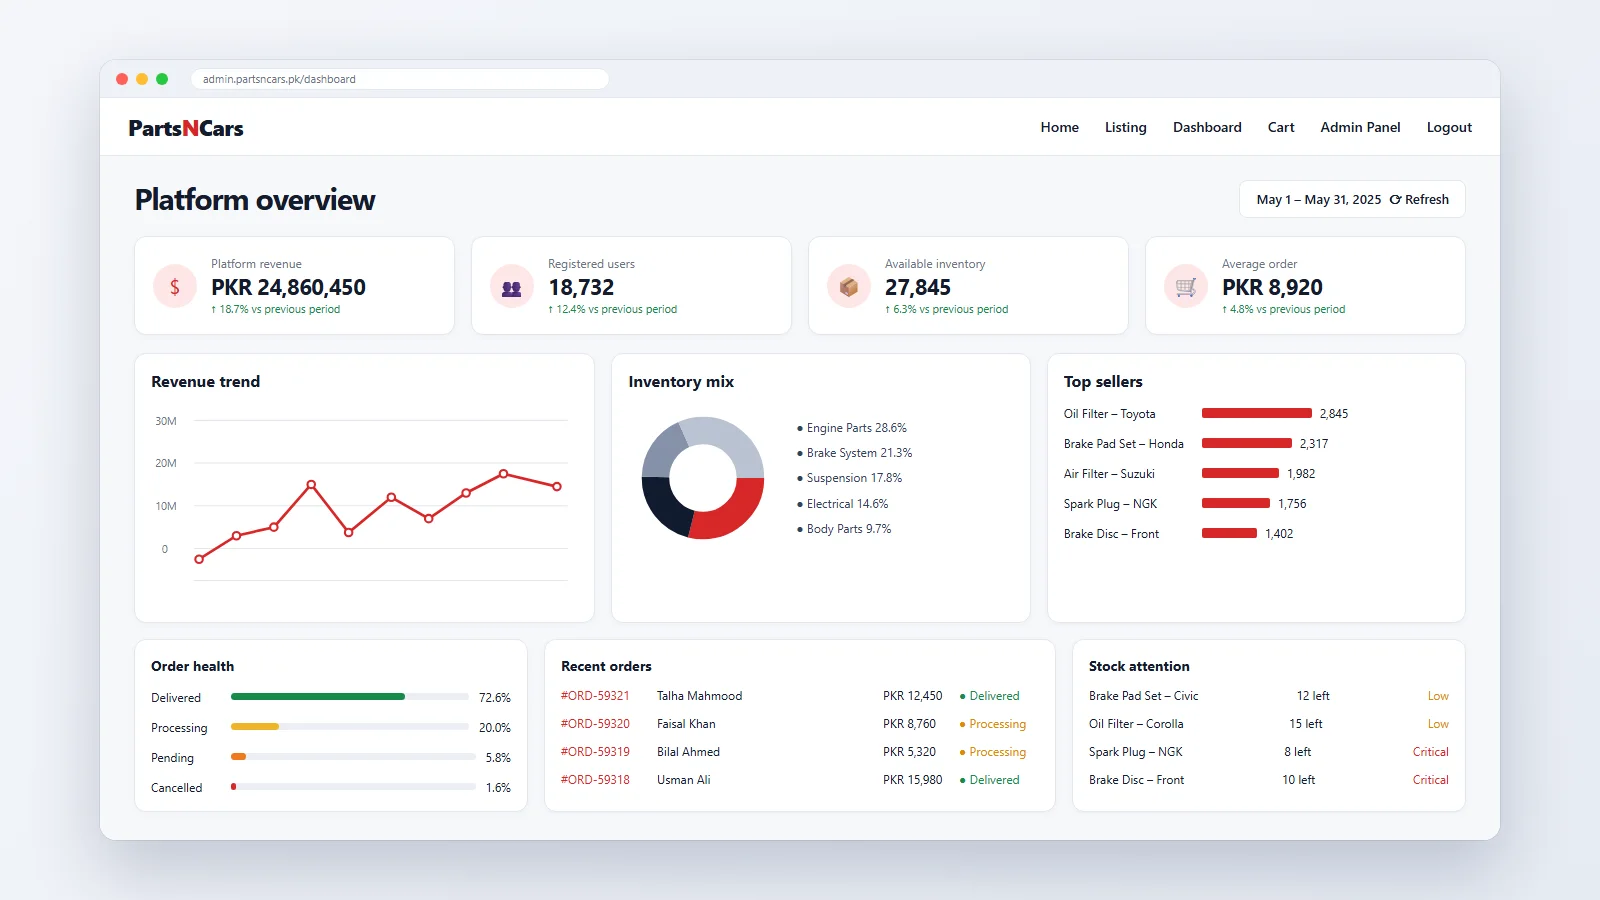 admin.partsncars.pk/dashboard
PartsNCars
Home Listing Dashboard Cart Admin Panel Logout
Platform overview
May 1 – May 31, 2025 ⟳ Refresh
$
Platform revenue
PKR 24,860,450
↑ 18.7% vs previous period
Registered users
18,732
↑ 12.4% vs previous period
Available inventory
27,845
↑ 6.3% vs previous period
Average order
PKR 8,920
↑ 4.8% vs previous period
Revenue trend
30M
20M
10M
0
Inventory mix
● Engine Parts 28.6%
● Brake System 21.3%
● Suspension 17.8%
● Electrical 14.6%
● Body Parts 9.7%
Top sellers
Oil Filter – Toyota 2,845
Brake Pad Set – Honda 2,317
Air Filter – Suzuki 1,982
Spark Plug – NGK 1,756
Brake Disc – Front 1,402
Order health
Delivered 72.6%
Processing 20.0%
Pending 5.8%
Cancelled 1.6%
Recent orders
#ORD-59321 Talha Mahmood PKR 12,450 ● Delivered
#ORD-59320 Faisal Khan PKR 8,760 ● Processing
#ORD-59319 Bilal Ahmed PKR 5,320 ● Processing
#ORD-59318 Usman Ali PKR 15,980 ● Delivered
Stock attention
Brake Pad Set – Civic 12 left Low
Oil Filter – Corolla 15 left Low
Spark Plug – NGK 8 left Critical
Brake Disc – Front 10 left Critical